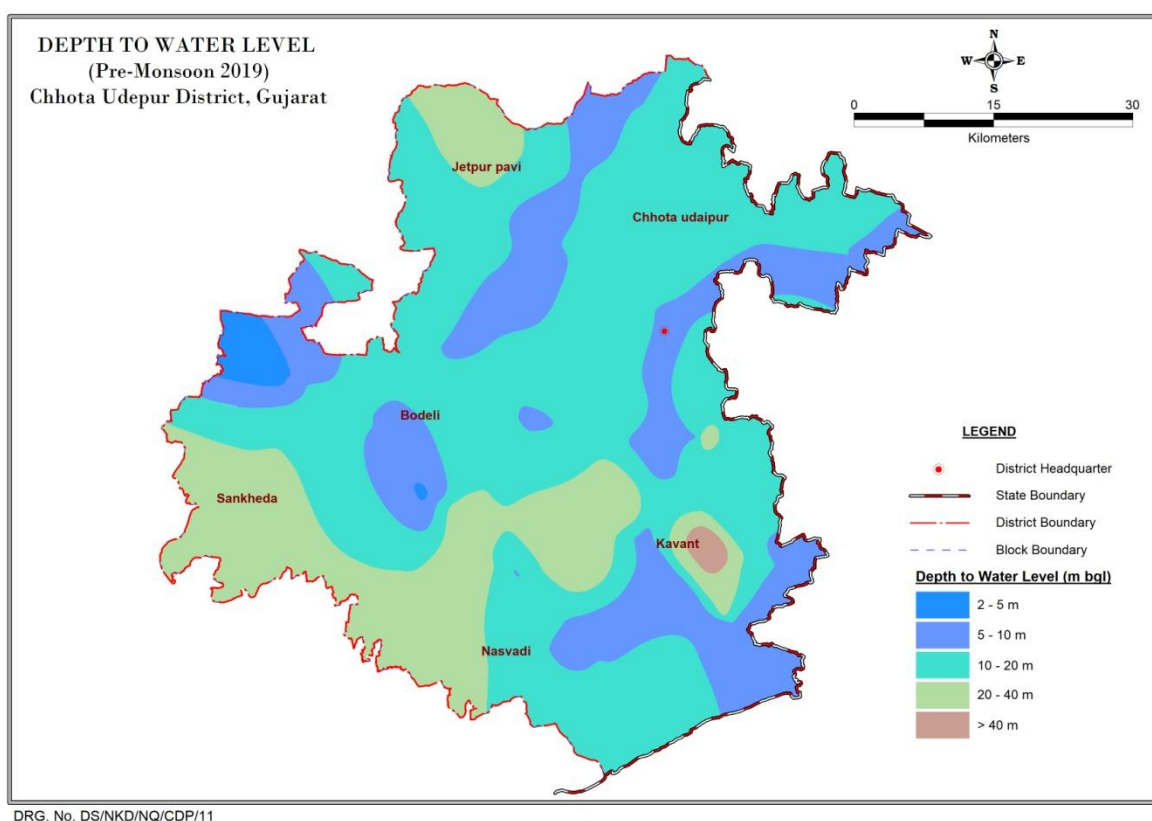 DEPTH TO WATER LEVEL
(Pre-Monsoon 2019)
Chhota Udepur District, Gujarat
N
W E
S
0 15 30
Kilometers
Jetpur pavi
Chhota udaipur
Bodeli
Sankheda
Kavant
Nasvadi
LEGEND
District Headquarter
State Boundary
District Boundary
Block Boundary
Depth to Water Level (m bgl)
2 - 5 m
5 - 10 m
10 - 20 m
20 - 40 m
> 40 m
DRG. No. DS/NKD/NQ/CDP/11